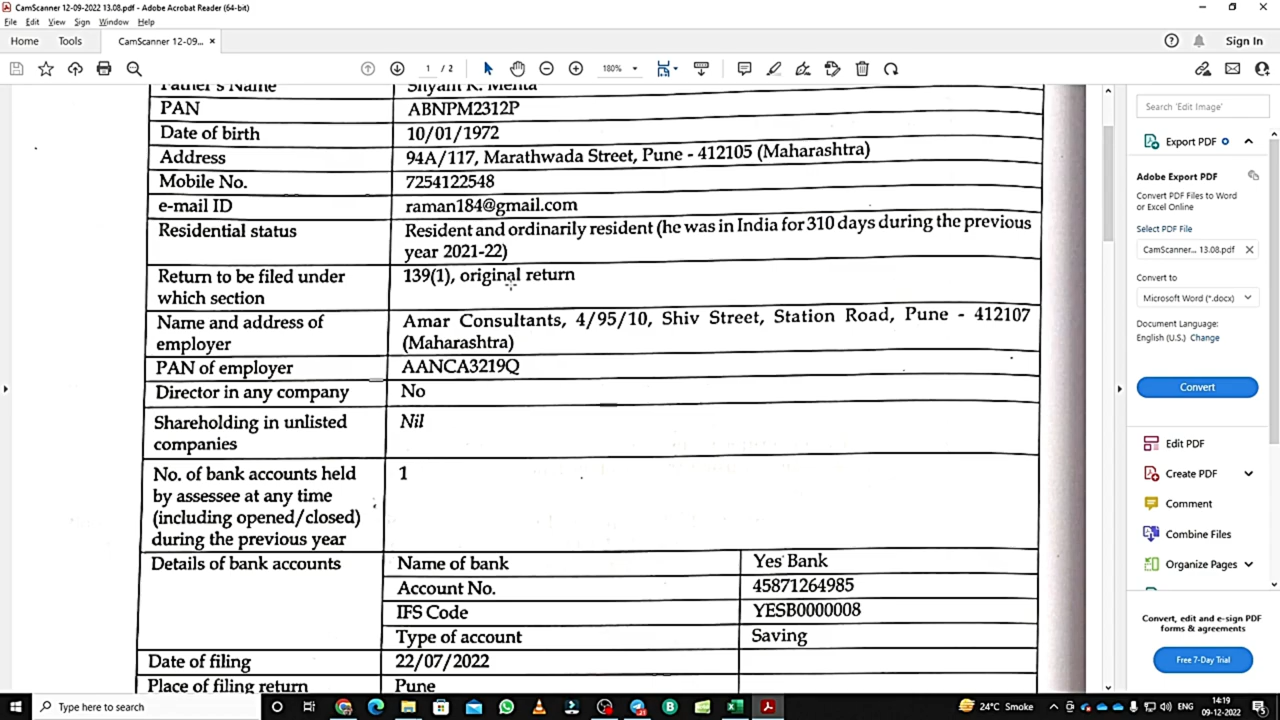 CamScanner 12-09-2022 13.08.pdf - Adobe Acrobat Reader (64-bit)
File Edit View Sign Window Help
Home Tools CamScanner 12-09... × Sign In
1 / 2 180%
Father's Name Shyam K. Mehta
PAN ABNPM2312P
Date of birth 10/01/1972
Address 94A/117, Marathwada Street, Pune - 412105 (Maharashtra)
Mobile No. 7254122548
e-mail ID raman184@gmail.com
Residential status Resident and ordinarily resident (he was in India for 310 days during the previous
year 2021-22)
Return to be filed under 139(1), original return
which section
Name and address of Amar Consultants, 4/95/10, Shiv Street, Station Road, Pune - 412107
employer (Maharashtra)
PAN of employer AANCA3219Q
Director in any company No
Shareholding in unlisted Nil
companies
No. of bank accounts held 1
by assessee at any time
(including opened/closed)
during the previous year
Details of bank accounts Name of bank Yes Bank
Account No. 45871264985
IFS Code YESB0000008
Type of account Saving
Date of filing 22/07/2022
Place of filing return Pune
Search 'Edit Image'
Export PDF
Adobe Export PDF
Convert PDF Files to Word
or Excel Online
Select PDF File
CamScanner... 13.08.pdf ×
Convert to
Microsoft Word (*.docx)
Document Language:
English (U.S.) Change
Convert
Edit PDF
Create PDF
Comment
Combine Files
Organize Pages
Convert, edit and e-sign PDF
forms & agreements
Free 7-Day Trial
Type here to search 24°C Smoke ENG 14:19
09-12-2022 5